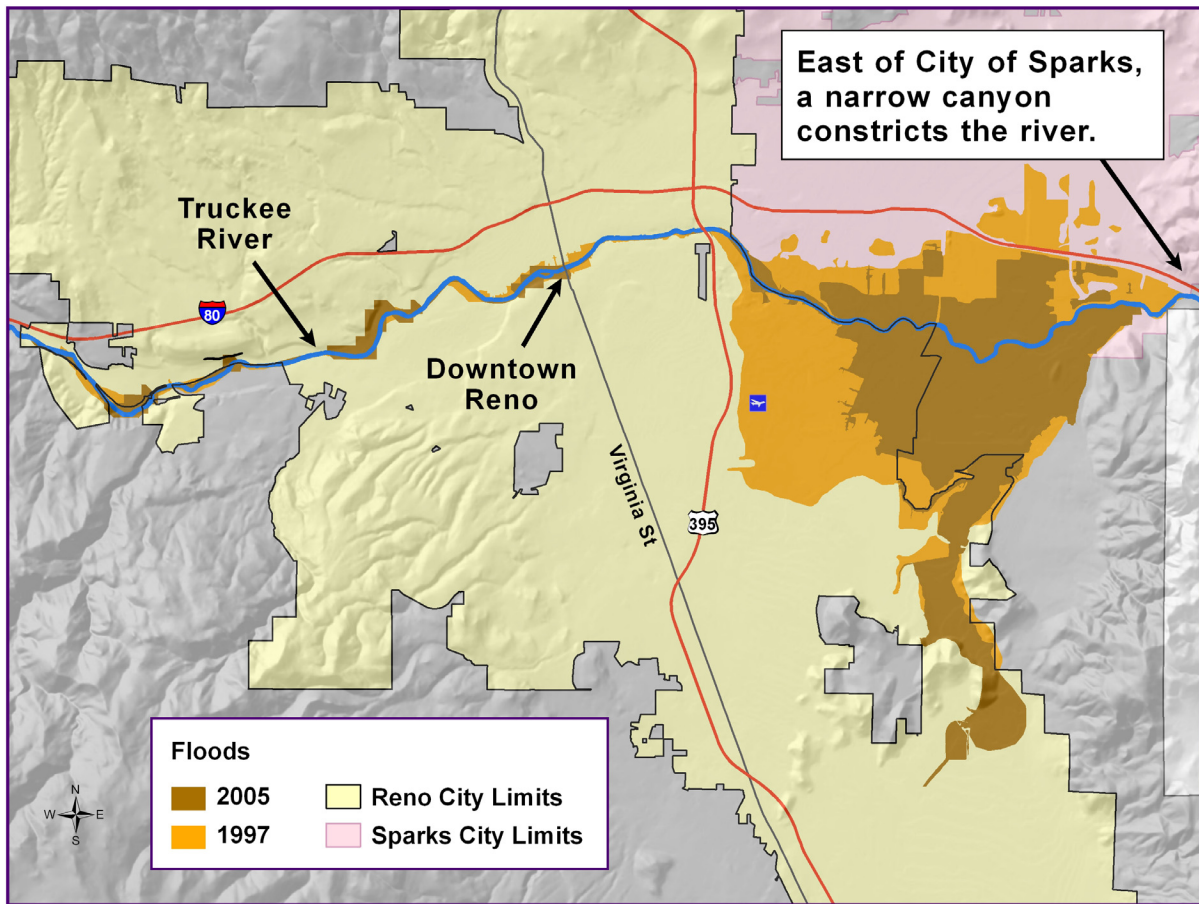 East of City of Sparks,
a narrow canyon
constricts the river.
Truckee
River
80
Downtown
Reno
Virginia St
395
Floods
2005
1997
Reno City Limits
Sparks City Limits
N
W
E
S